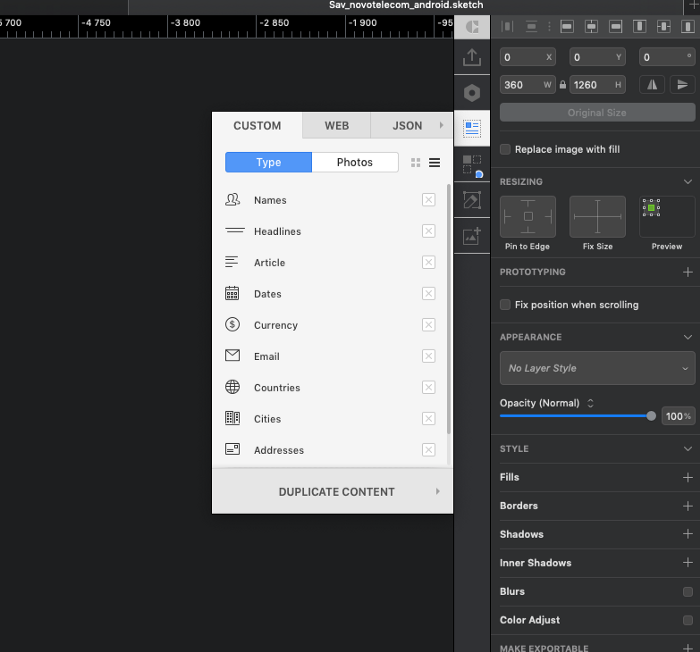 Sav_novotelecom_android.sketch
5 700 -4 750 -3 800 -2 850 -1 900 -95
0 X 0 Y 0 °
360 W 1260 H
Original Size
Replace image with fill
RESIZING
Pin to Edge Fix Size Preview
PROTOTYPING
Fix position when scrolling
APPEARANCE
No Layer Style
Opacity (Normal)
100%
STYLE
Fills
Borders
Shadows
Inner Shadows
Blurs
Color Adjust
MAKE EXPORTABLE
CUSTOM WEB JSON
Type Photos
Names
Headlines
Article
Dates
Currency
Email
Countries
Cities
Addresses
DUPLICATE CONTENT